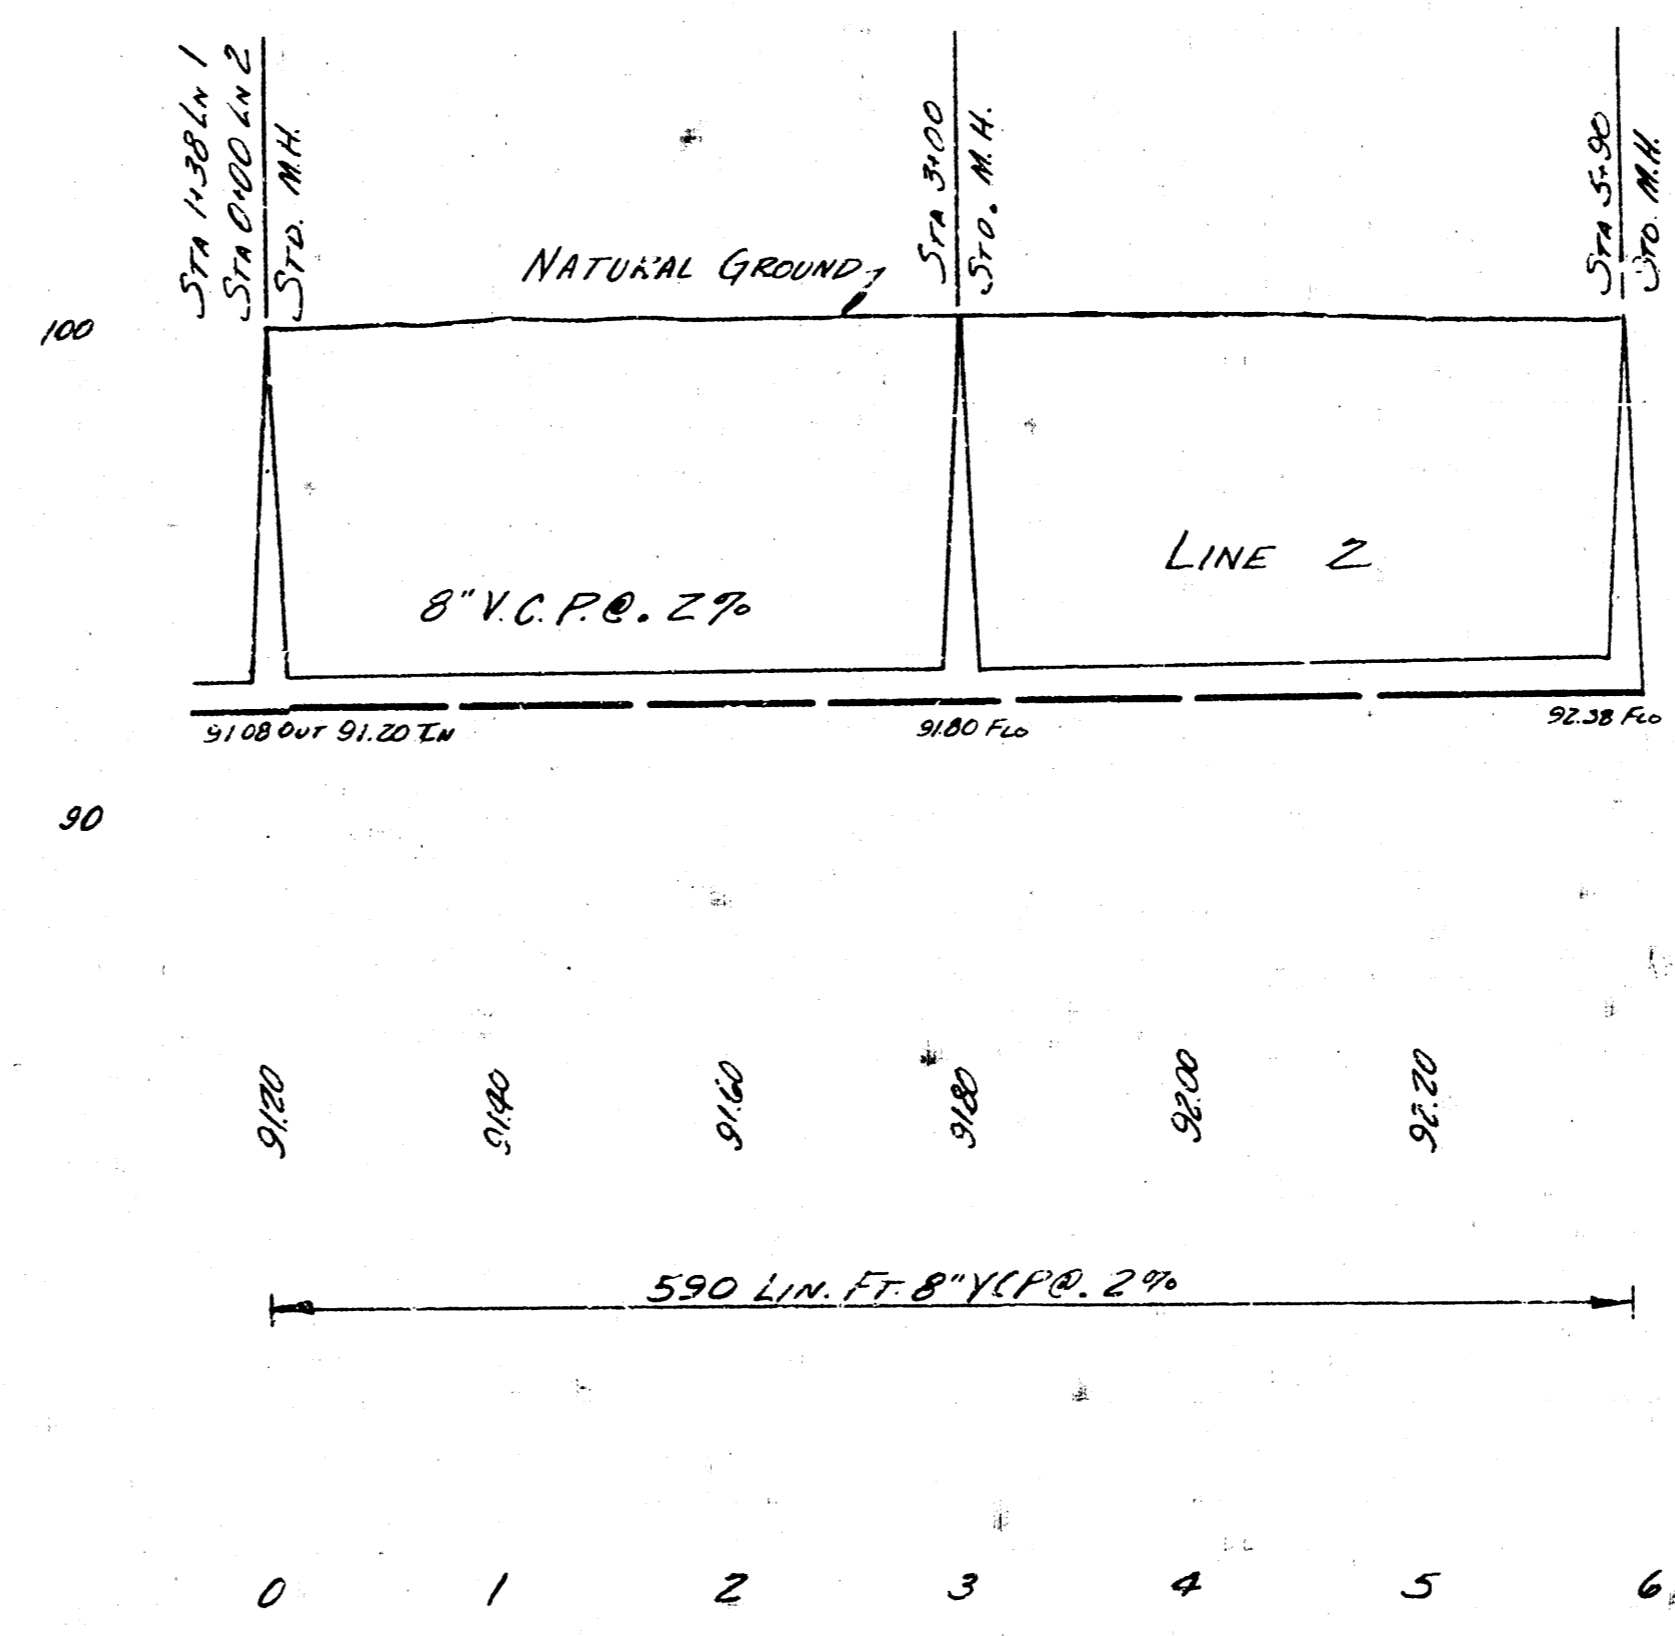 STA 1+38 LN 1
STA 0+00 LN 2
STD. M.H.
STA 3+00
STD. M.H.
STA 5+90
STD. M.H.
NATURAL GROUND
100
LINE 2
8" V.C.P. @ .2%
91.08 OUT 91.20 IN
91.80 FLO
92.38 FLO
90
91.20
91.40
91.60
91.80
92.00
92.20
590 LIN. FT. 8" VCP @ .2%
0 1 2 3 4 5 6